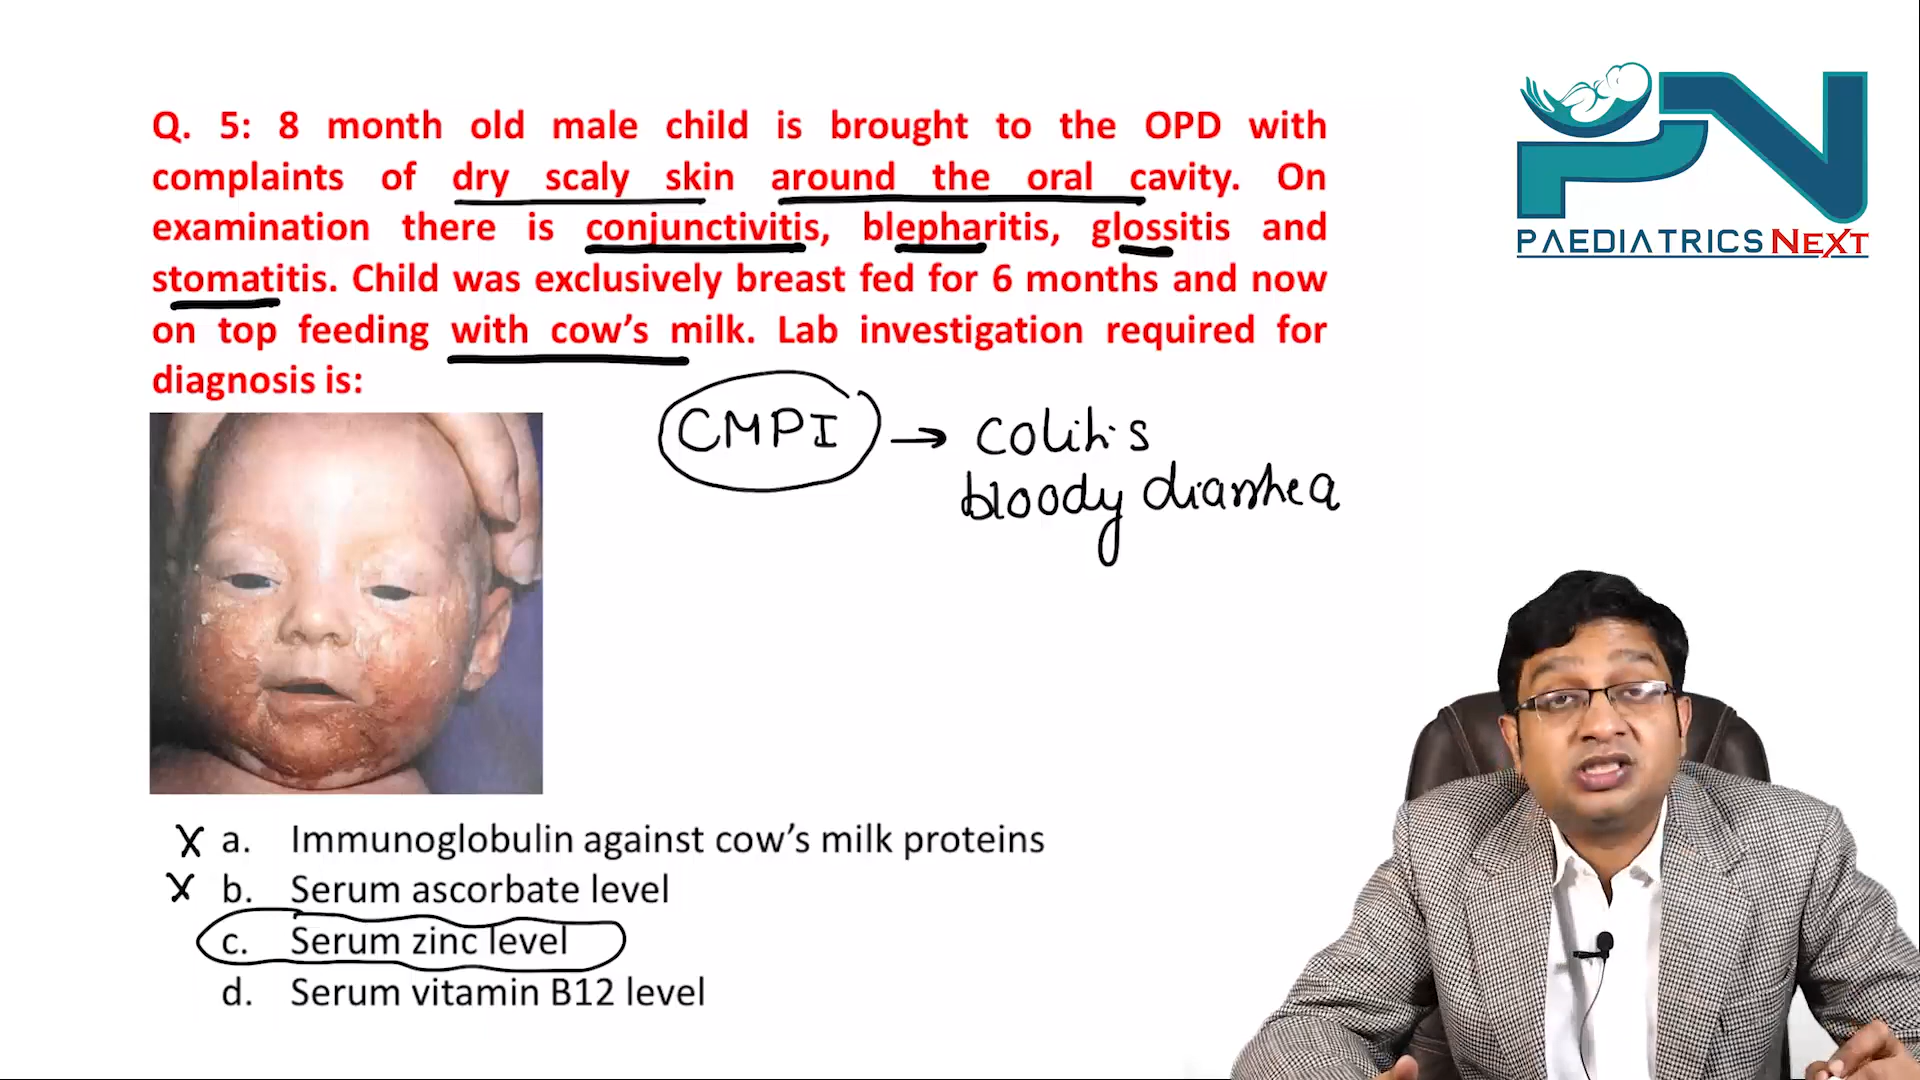 Q. 5: 8 month old male child is brought to the OPD with
complaints of dry scaly skin around the oral cavity. On
examination there is conjunctivitis, blepharitis, glossitis and
stomatitis. Child was exclusively breast fed for 6 months and now
on top feeding with cow's milk. Lab investigation required for
diagnosis is:
PN
PAEDIATRICS NEXT
CMPI → colitis
bloody diarrhea
X a. Immunoglobulin against cow's milk proteins
X b. Serum ascorbate level
c. Serum zinc level
d. Serum vitamin B12 level